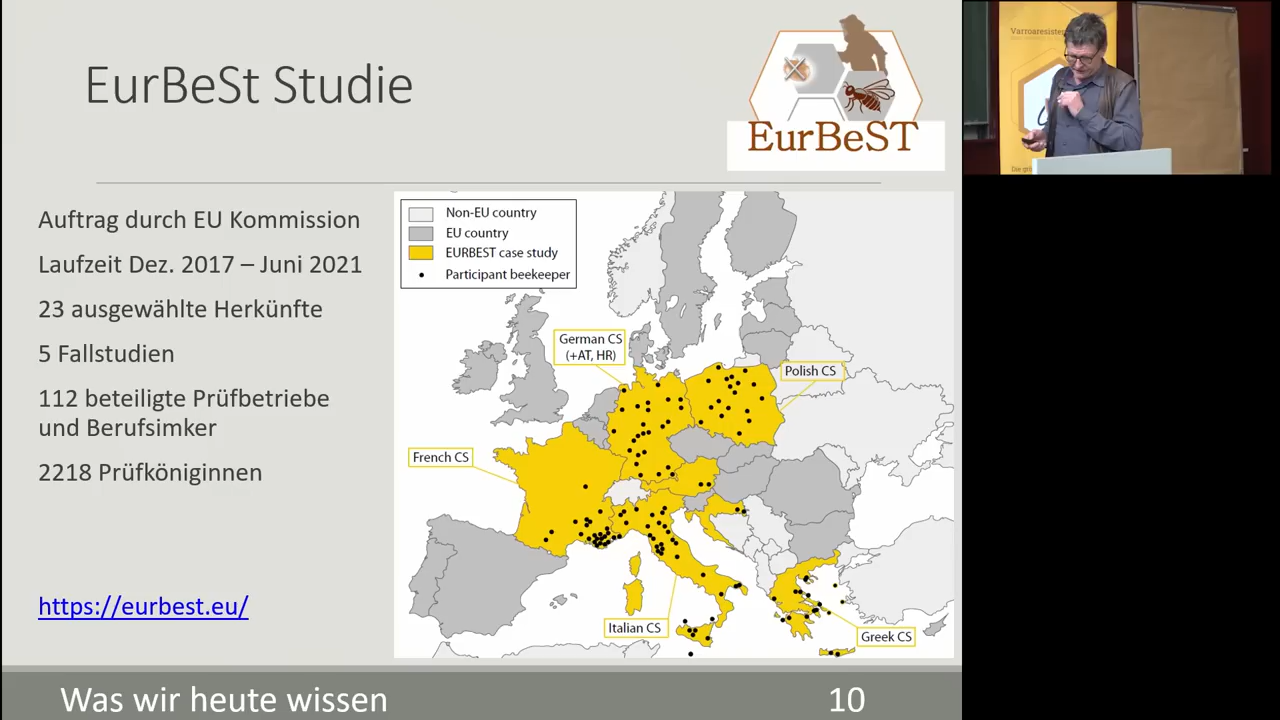 EurBeSt Studie
EurBeST
Auftrag durch EU Kommission
Laufzeit Dez. 2017 – Juni 2021
23 ausgewählte Herkünfte
5 Fallstudien
112 beteiligte Prüfbetriebe
und Berufsimker
2218 Prüfköniginnen
https://eurbest.eu/
Non-EU country
EU country
EURBEST case study
Participant beekeeper
German CS
(+AT, HR)
Polish CS
French CS
Italian CS
Greek CS
Was wir heute wissen
10